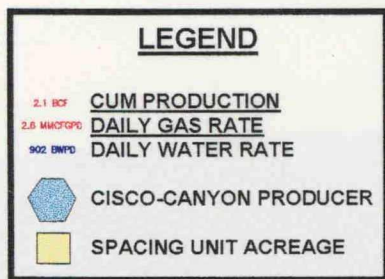 LEGEND
2.1 BCF CUM PRODUCTION
2.6 MMCFGPD DAILY GAS RATE
902 BWPD DAILY WATER RATE
CISCO-CANYON PRODUCER
SPACING UNIT ACREAGE